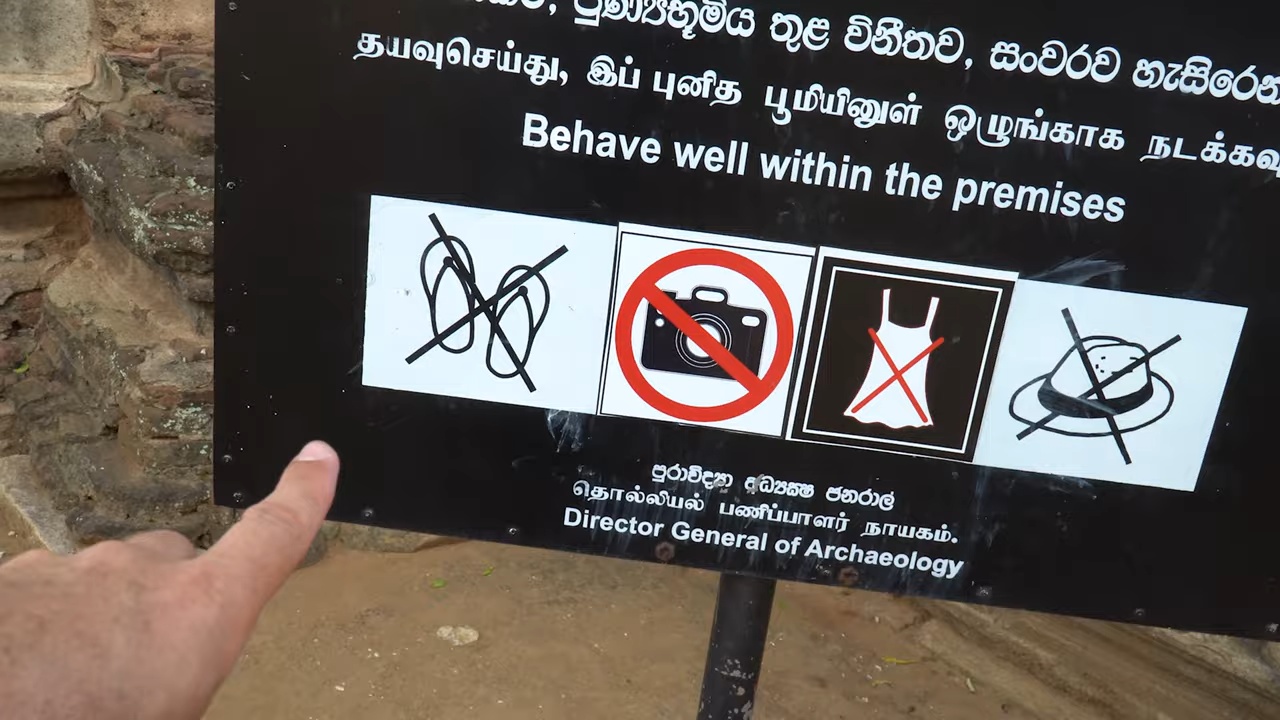 පුණ්‍යභූමිය තුළ විනීතව, සංවරව හැසිරෙන
தயவுசெய்து, இப் புனித பூமியினுள் ஒழுங்காக நடக்கவு
Behave well within the premises
පුරාවිද්‍යා අධ්‍යක්ෂ ජනරාල්
தொல்லியல் பணிப்பாளர் நாயகம்.
Director General of Archaeology